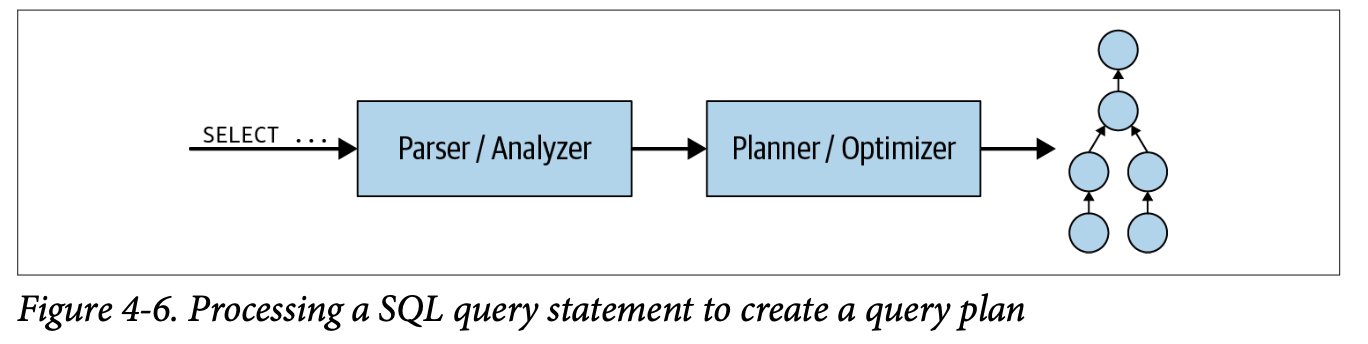 SELECT ...
Parser / Analyzer
Planner / Optimizer
Figure 4-6. Processing a SQL query statement to create a query plan